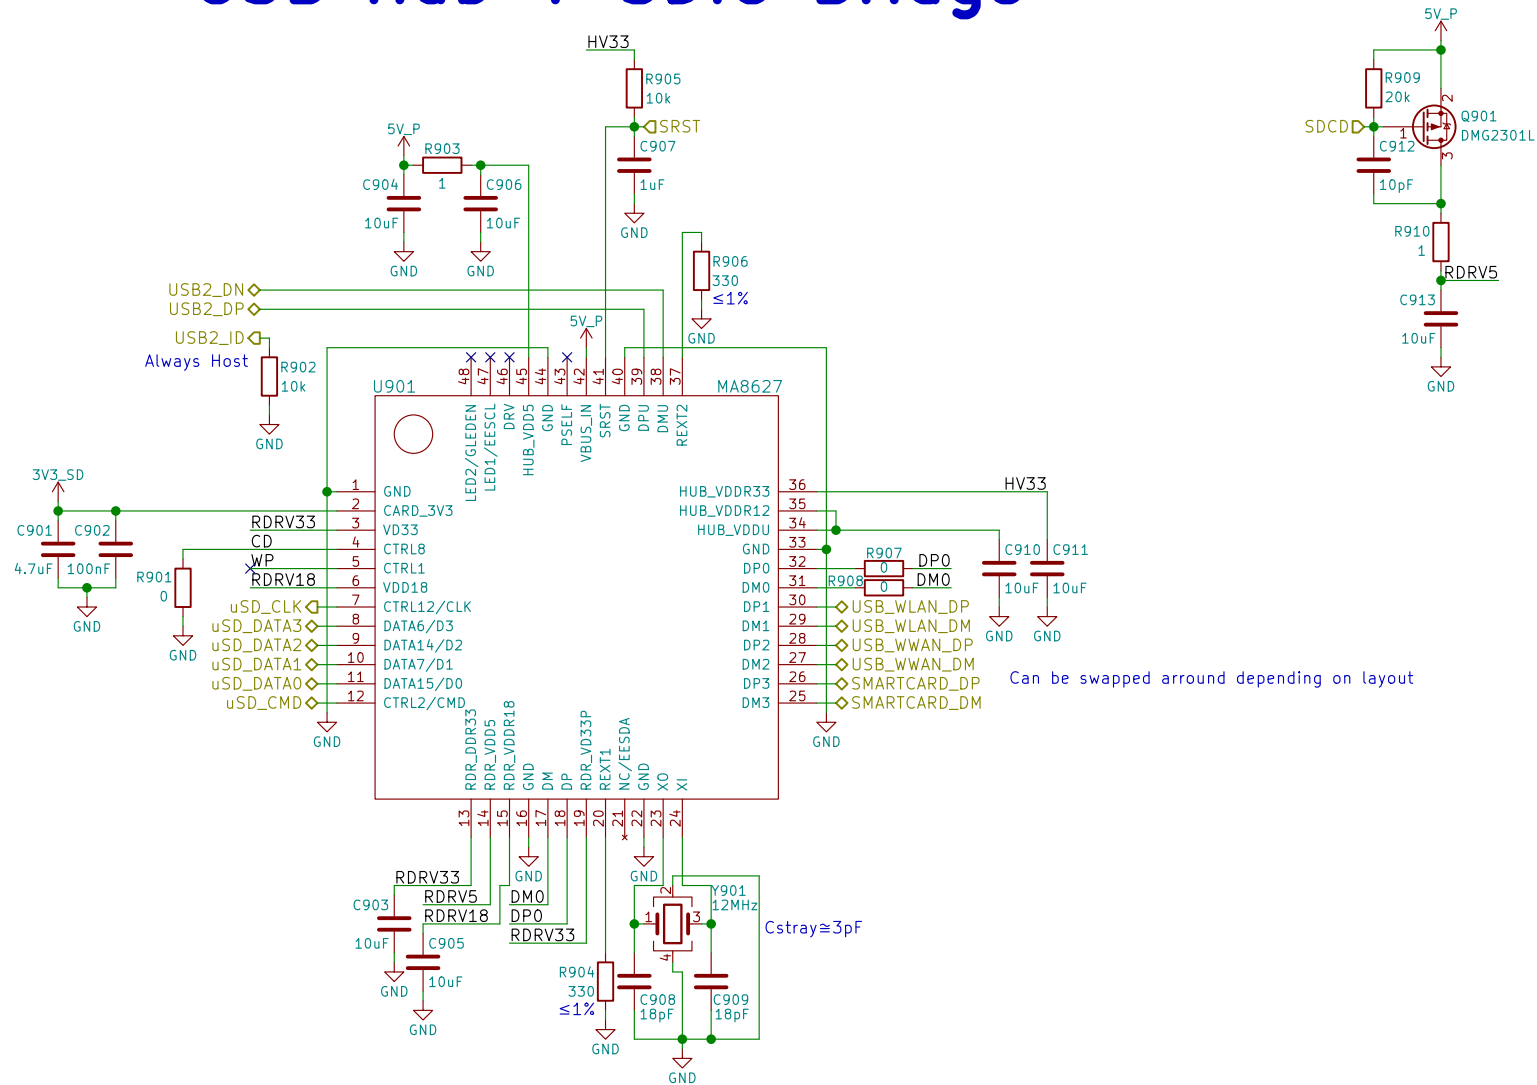 USB Hub + SDIO Bridge
5V_P
HV33
R905
10k
SRST
C907
1uF
GND
R909
20k
SDCD
2
1
3
Q901
DMG2301L
C912
10pF
R910
1
RDRV5
C913
10uF
GND
5V_P
R903
1
C904
10uF
GND
C906
10uF
GND
R906
330
≤1%
GND
USB2_DN
USB2_DP
USB2_ID
Always Host
R902
10k
GND
5V_P
U901
MA8627
48 47 46 45 44 43 42 41 40 39 38 37
LED2/GLEDEN
LED1/EESCL
DRV
HUB_VDD5
GND
PSELF
VBUS_IN
SRST
GND
DPU
DMU
REXT2
3V3_SD
C901
4.7uF
C902
100nF
GND
R901
0
GND
RDRV33
CD
WP
RDRV18
uSD_CLK
uSD_DATA3
uSD_DATA2
uSD_DATA1
uSD_DATA0
uSD_CMD
1 GND
2 CARD_3V3
3 VD33
4 CTRL8
5 CTRL1
6 VDD18
7 CTRL12/CLK
8 DATA6/D3
9 DATA14/D2
10 DATA7/D1
11 DATA15/D0
12 CTRL2/CMD
GND
HUB_VDDR33 36
HUB_VDDR12 35
HUB_VDDU 34
GND 33
DP0 32
DM0 31
DP1 30
DM1 29
DP2 28
DM2 27
DP3 26
DM3 25
HV33
R907
0
DP0
R908
0
DM0
USB_WLAN_DP
USB_WLAN_DM
USB_WWAN_DP
USB_WWAN_DM
SMARTCARD_DP
SMARTCARD_DM
GND
C910
10uF
GND
C911
10uF
GND
Can be swapped arround depending on layout
RDR_DDR33
RDR_VDD5
RDR_VDDR18
GND
DM
DP
RDR_VD33P
REXT1
NC/EESDA
GND
XO
XI
13 14 15 16 17 18 19 20 21 22 23 24
GND
GND
RDRV33
RDRV5
RDRV18
DM0
DP0
RDRV33
C903
10uF
GND
C905
10uF
GND
R904
330
≤1%
GND
Y901
12MHz
2
1
3
4
Cstray≅3pF
C908
18pF
C909
18pF
GND